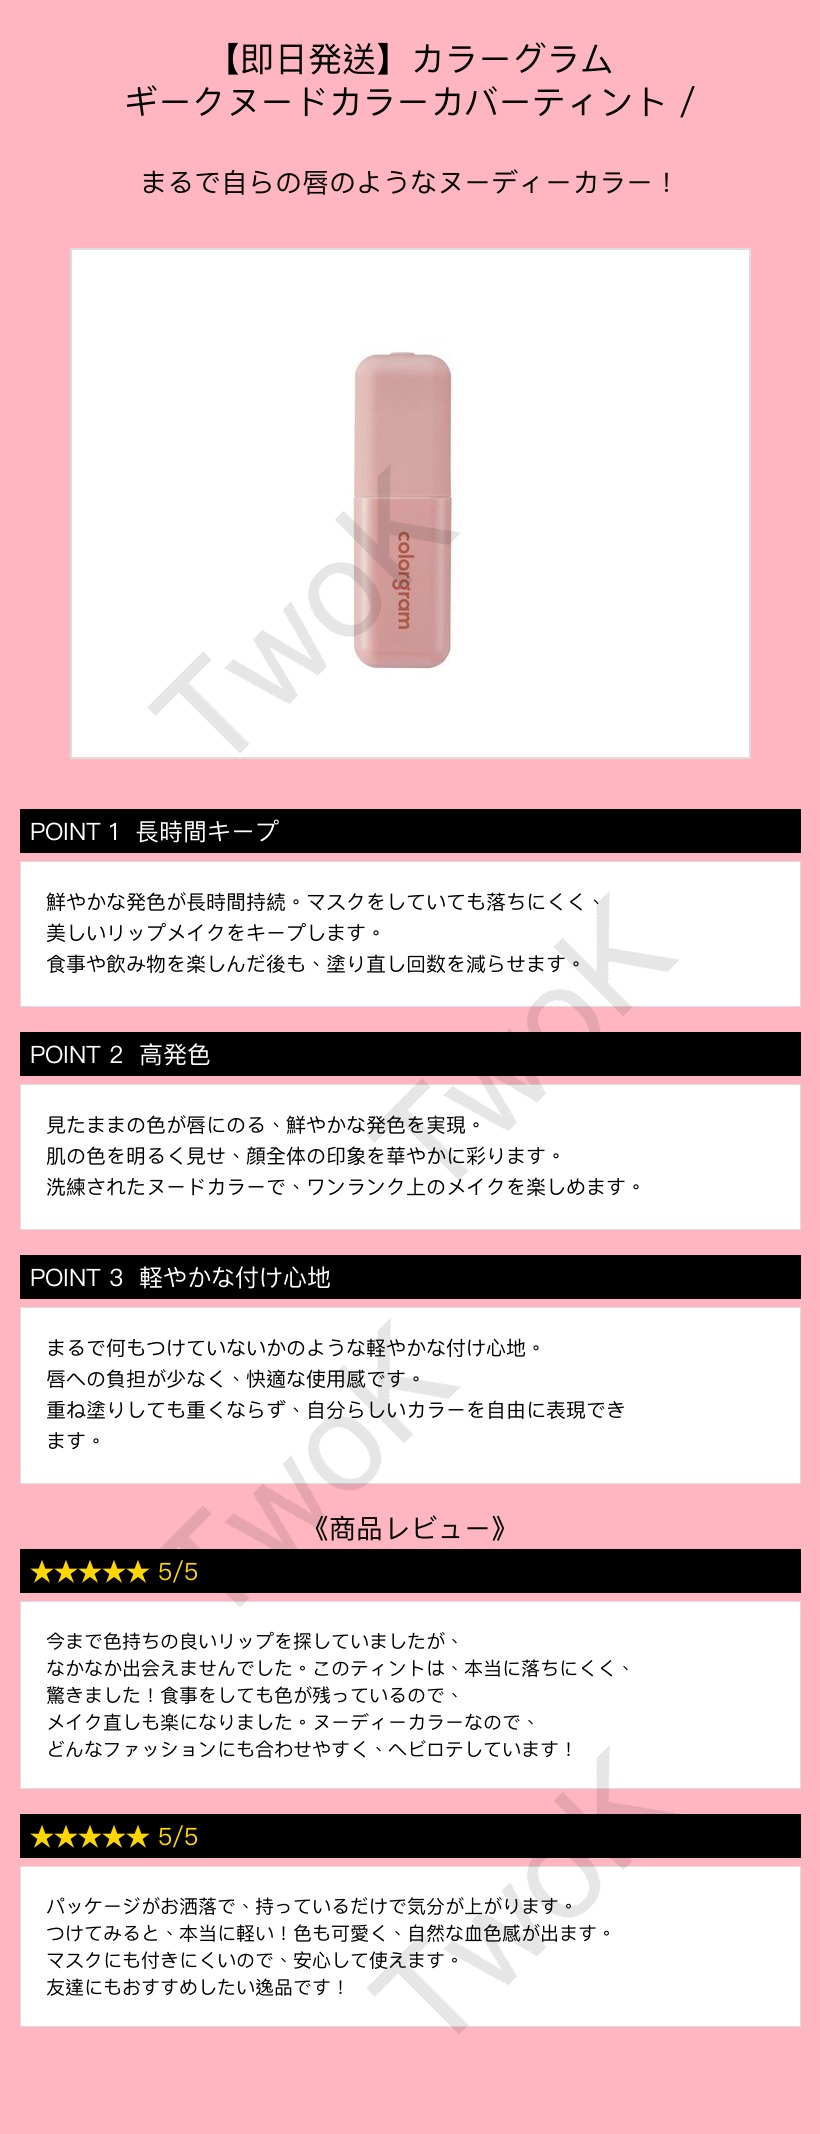 【即日発送】カラーグラム
ギークヌードカラーカバーティント /
まるで自らの唇のようなヌーディーカラー！
colorgram
TwoK
POINT 1 長時間キープ
鮮やかな発色が長時間持続。マスクをしていても落ちにくく、
美しいリップメイクをキープします。
食事や飲み物を楽しんだ後も、塗り直し回数を減らせます。
TwoK
POINT 2 高発色
見たままの色が唇にのる、鮮やかな発色を実現。
肌の色を明るく見せ、顔全体の印象を華やかに彩ります。
洗練されたヌードカラーで、ワンランク上のメイクを楽しめます。
POINT 3 軽やかな付け心地
まるで何もつけていないかのような軽やかな付け心地。
唇への負担が少なく、快適な使用感です。
重ね塗りしても重くならず、自分らしいカラーを自由に表現でき
ます。
TwoK
《商品レビュー》
★★★★★ 5/5
今まで色持ちの良いリップを探していましたが、
なかなか出会えませんでした。このティントは、本当に落ちにくく、
驚きました！食事をしても色が残っているので、
メイク直しも楽になりました。ヌーディーカラーなので、
どんなファッションにも合わせやすく、ヘビロテしています！
★★★★★ 5/5
パッケージがお洒落で、持っているだけで気分が上がります。
つけてみると、本当に軽い！色も可愛く、自然な血色感が出ます。
マスクにも付きにくいので、安心して使えます。
友達にもおすすめしたい逸品です！
TwoK